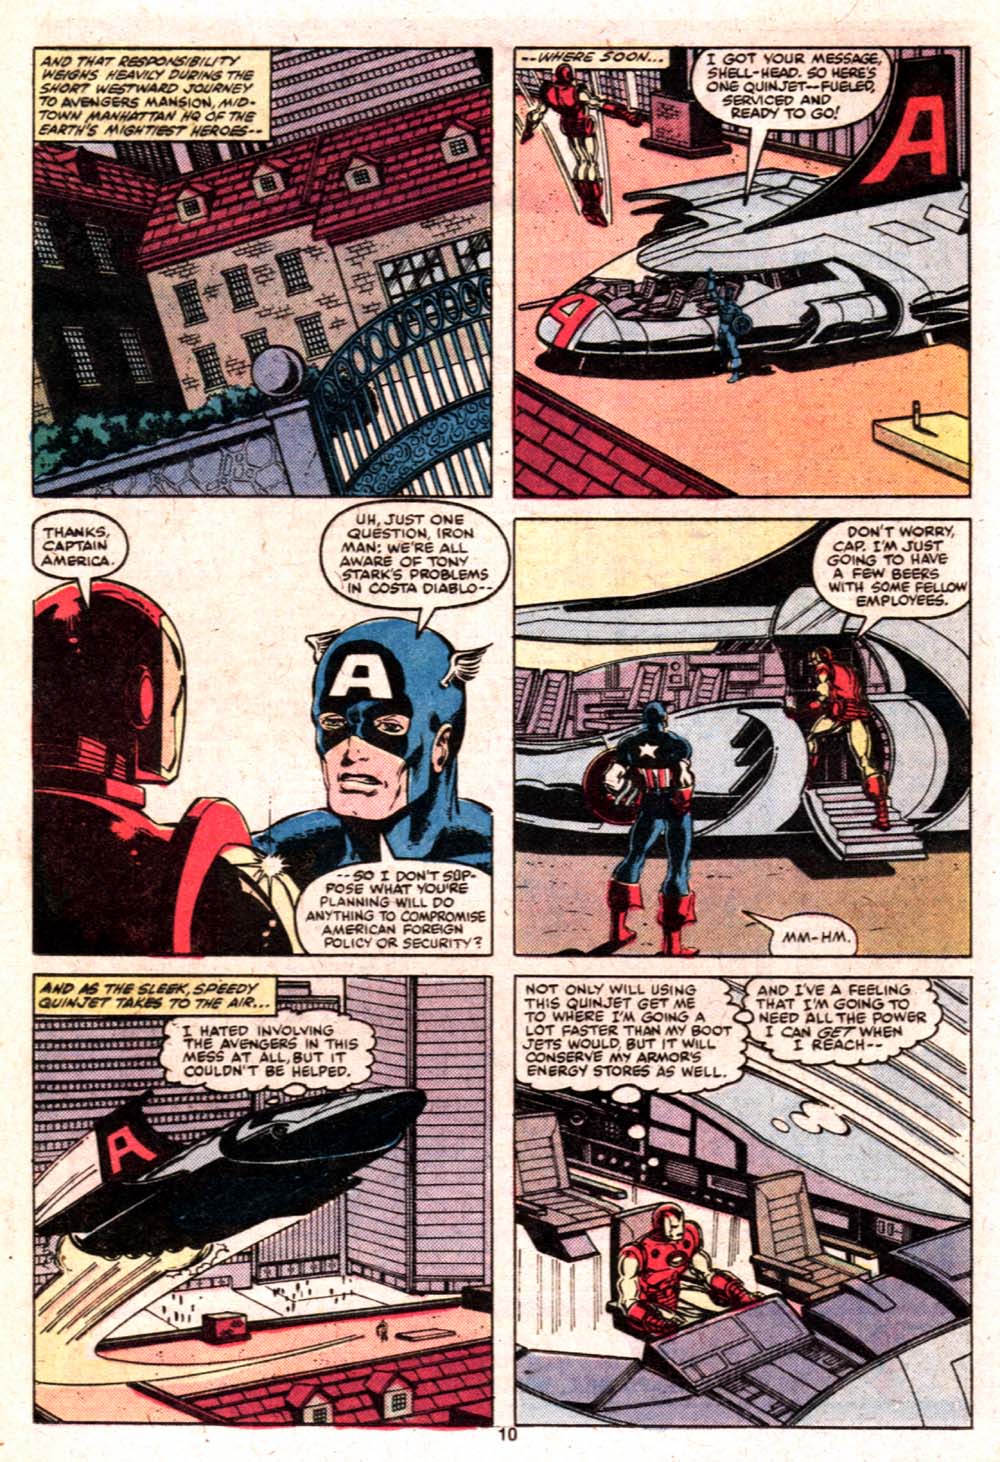 AND THAT RESPONSIBILITY
WEIGHS HEAVILY DURING THE
SHORT WESTWARD JOURNEY
TO AVENGERS MANSION, MID-
TOWN MANHATTAN HQ OF THE
EARTH'S MIGHTIEST HEROES--
--WHERE SOON...
I GOT YOUR MESSAGE,
SHELL-HEAD. SO HERE'S
ONE QUINJET--FUELED,
SERVICED AND
READY TO GO!
A
A
THANKS,
CAPTAIN
AMERICA.
UH, JUST ONE
QUESTION, IRON
MAN: WE'RE ALL
AWARE OF TONY
STARK'S PROBLEMS
IN COSTA DIABLO--
A
--SO I DON'T SUP-
POSE WHAT YOU'RE
PLANNING WILL DO
ANYTHING TO COMPROMISE
AMERICAN FOREIGN
POLICY OR SECURITY?
DON'T WORRY,
CAP. I'M JUST
GOING TO HAVE
A FEW BEERS
WITH SOME FELLOW
EMPLOYEES.
MM-HM.
AND AS THE SLEEK, SPEEDY
QUINJET TAKES TO THE AIR...
I HATED INVOLVING
THE AVENGERS IN THIS
MESS AT ALL, BUT IT
COULDN'T BE HELPED.
A
NOT ONLY WILL USING
THIS QUINJET GET ME
TO WHERE I'M GOING A
LOT FASTER THAN MY BOOT
JETS WOULD, BUT IT WILL
CONSERVE MY ARMOR'S
ENERGY STORES AS WELL.
AND I'VE A FEELING
THAT I'M GOING TO
NEED ALL THE POWER
I CAN GET WHEN
I REACH--
10